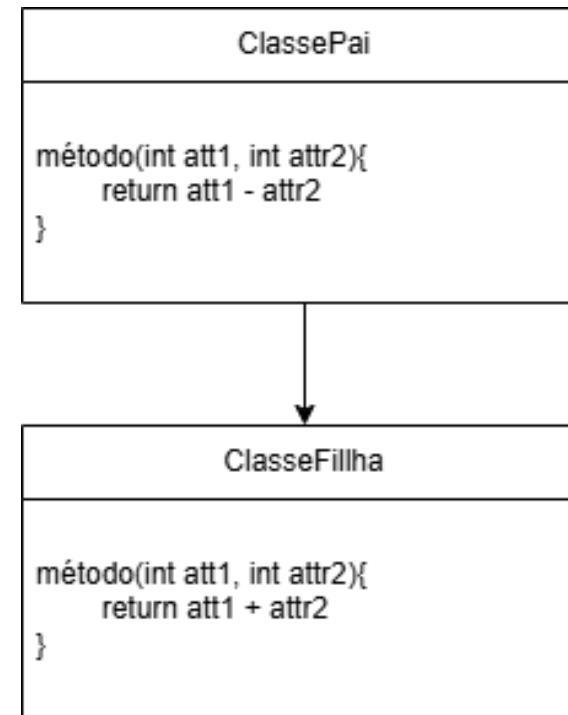 ClassePai
método(int att1, int attr2){
return att1 - attr2
}
ClasseFillha
método(int att1, int attr2){
return att1 + attr2
}